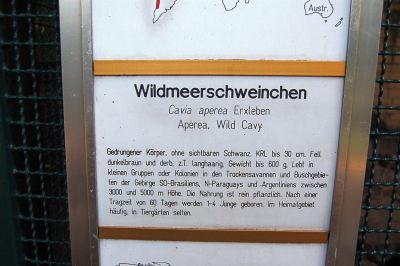 Austr.
Wildmeerschweinchen
Cavia aperea Erxleben
Aperea, Wild Cavy
Gedrungener Körper, ohne sichtbaren Schwanz. KRL bis 30 cm. Fell
dunkelbraun und derb, z.T. langhaarig. Gewicht bis 600 g. Lebt in
kleinen Gruppen oder Kolonien in den Trockensavannen und Buschgebie-
ten der Gebirge SO-Brasiliens, N-Paraguays und Argentiniens zwischen
3000 und 5000 m Höhe. Die Nahrung ist rein pflanzlich. Nach einer
Tragzeit von 60 Tagen werden 1-4 Junge geboren. Im Heimatgebiet
häufig, in Tiergärten selten.